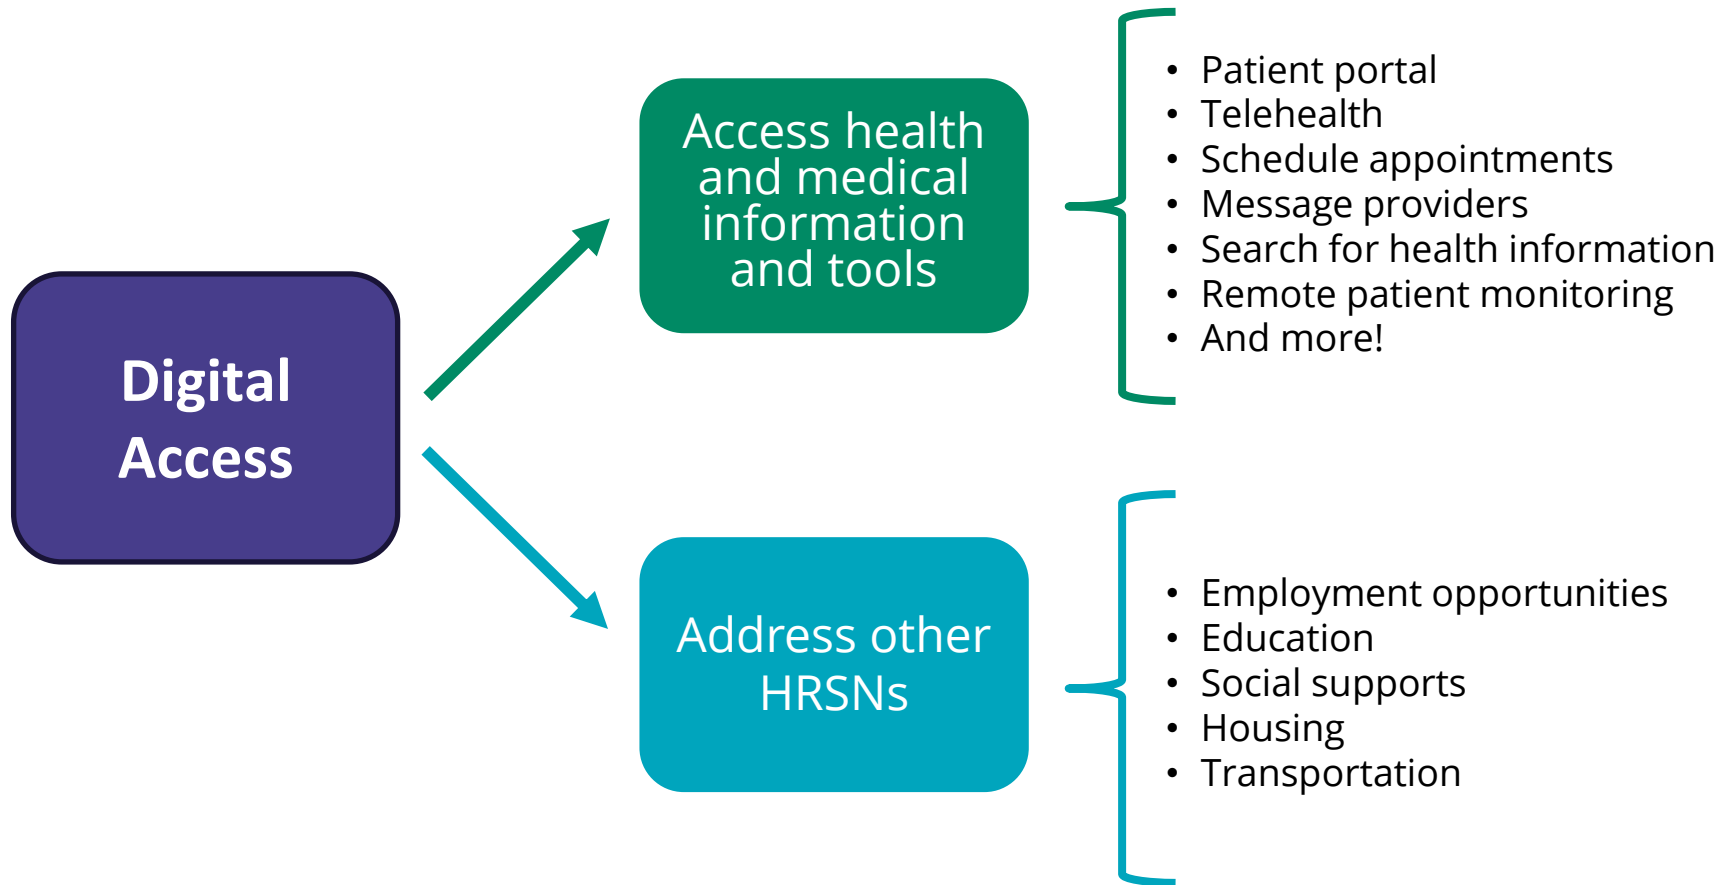 Digital
Access
Access health
and medical
information
and tools
• Patient portal
• Telehealth
• Schedule appointments
• Message providers
• Search for health information
• Remote patient monitoring
• And more!
Address other
HRSNs
• Employment opportunities
• Education
• Social supports
• Housing
• Transportation